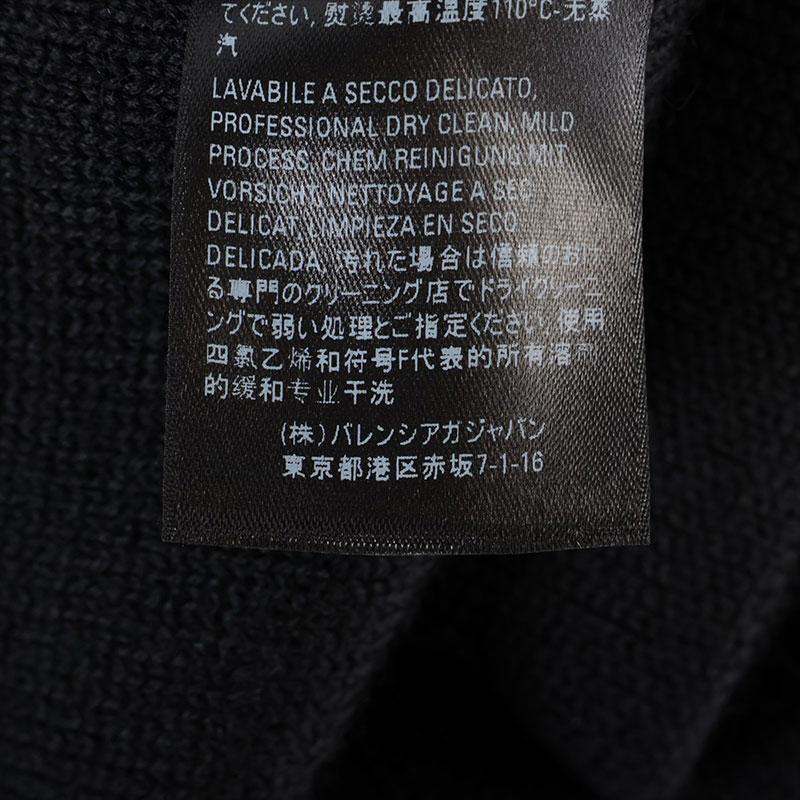 てください, 熨烫最高温度110°C-无蒸
汽
LAVABILE A SECCO DELICATO,
PROFESSIONAL DRY CLEAN, MILD
PROCESS, CHEM REINIGUNG MIT
VORSICHT, NETTOYAGE A SEC
DELICAT, LIMPIEZA EN SECO
DELICADA, 汚れた場合は信頼のおけ
る専門のクリーニング店でドライクリーニ
ングで弱い処理とご指定ください, 使用
四氯乙烯和符号F代表的所有溶剂
的缓和专业干洗
(株)バレンシアガジャパン
東京都港区赤坂7-1-16